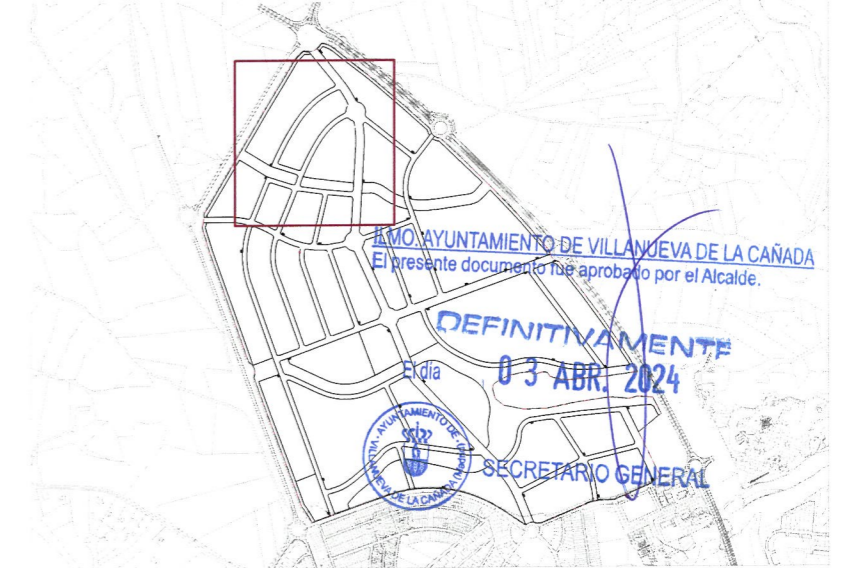 ILMO. AYUNTAMIENTO DE VILLANUEVA DE LA CAÑADA
El presente documento fue aprobado por el Alcalde.
DEFINITIVAMENTE
El día 03 ABR. 2024
AYUNTAMIENTO DE
VILLANUEVA DE LA CAÑADA (Madrid)
SECRETARIO GENERAL